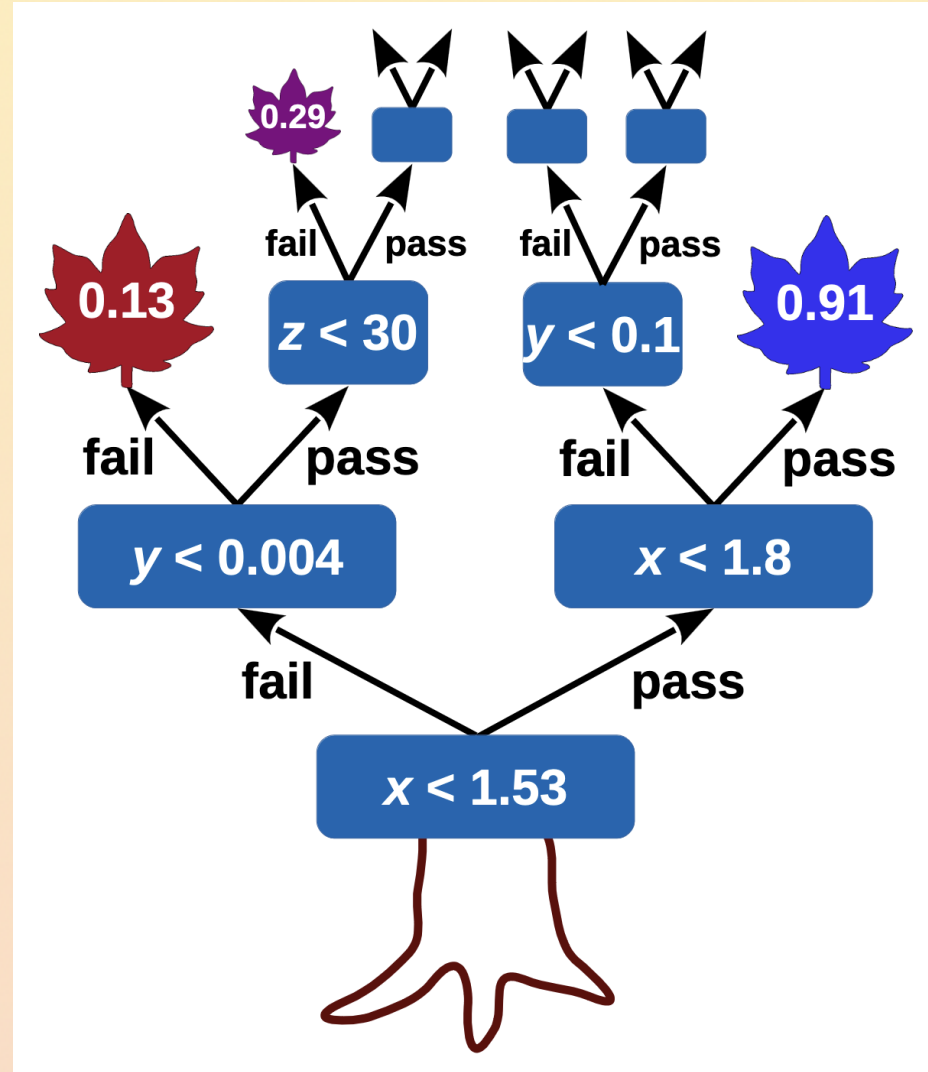 0.29
fail pass fail pass
0.13 z < 30 y < 0.1 0.91
fail pass fail pass
y < 0.004 x < 1.8
fail pass
x < 1.53